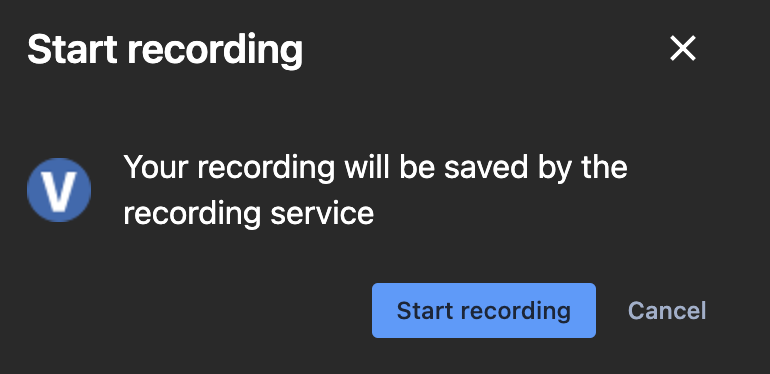 Start recording
V
Your recording will be saved by the
recording service
Start recording
Cancel